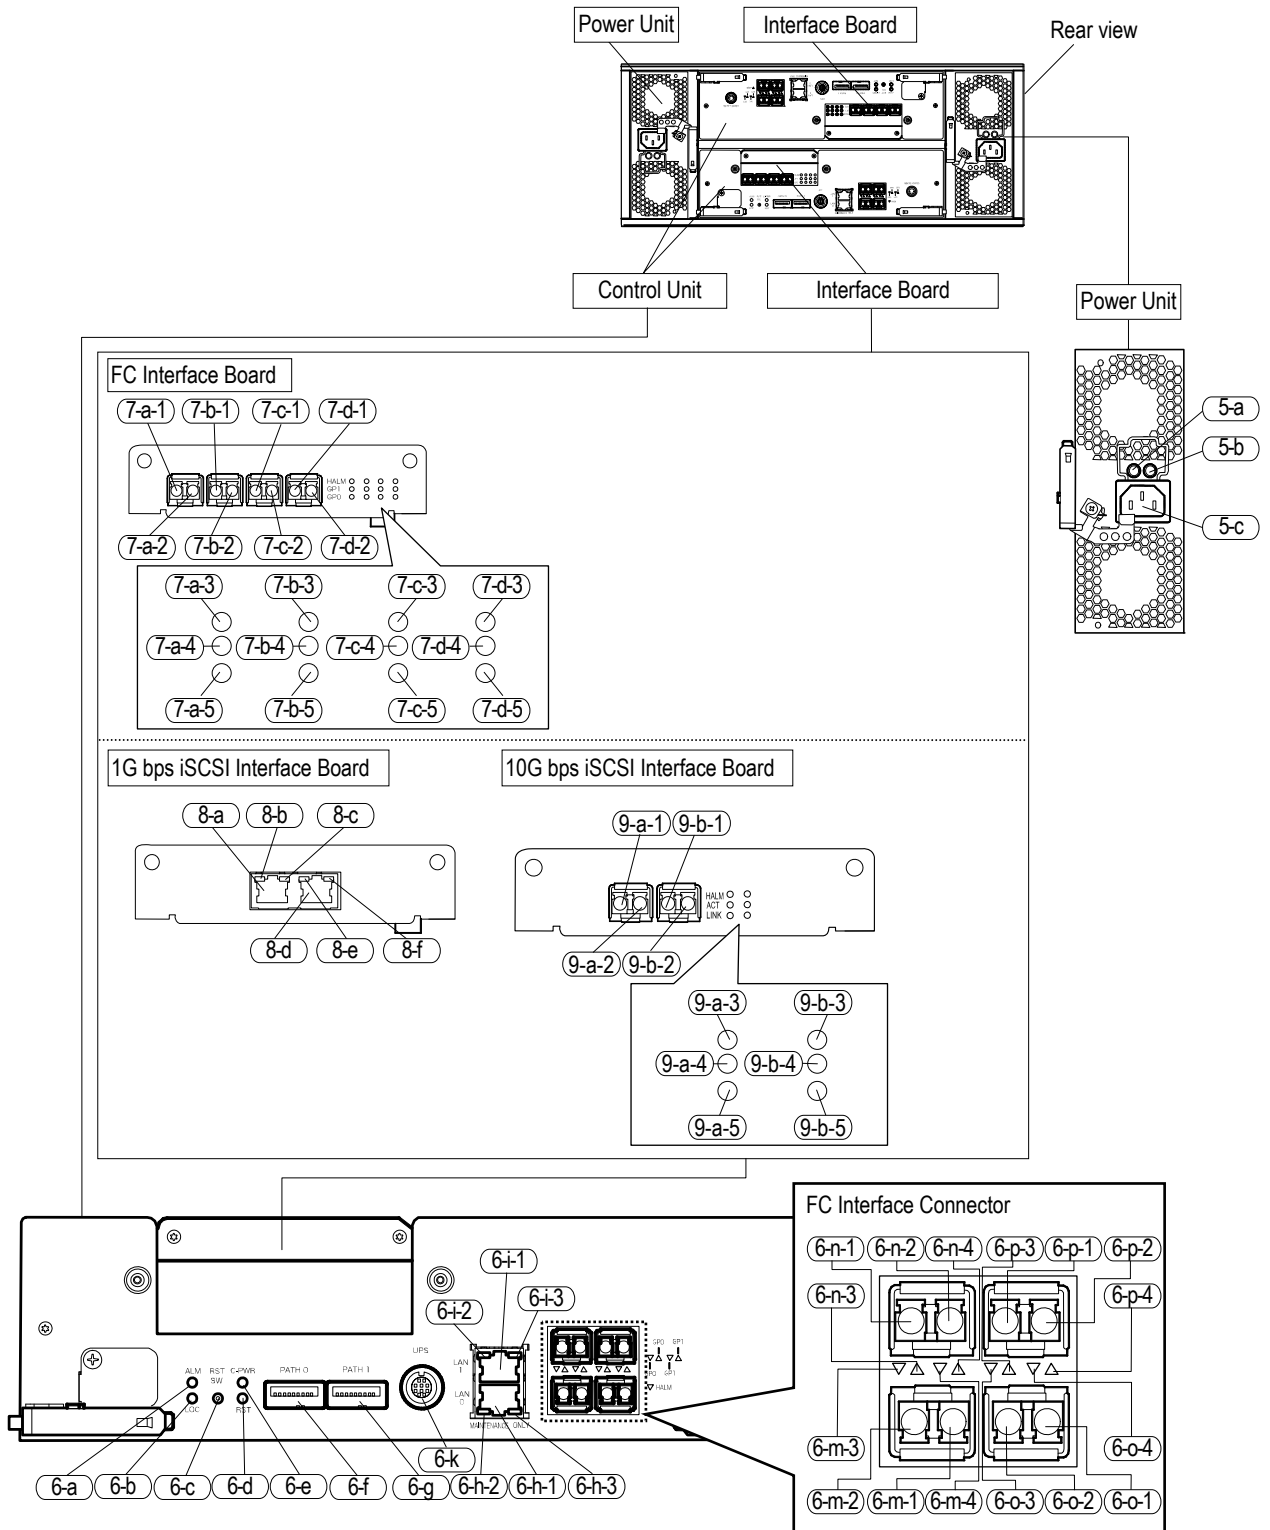 Power Unit
Interface Board
Rear view
Control Unit
Interface Board
Power Unit
FC Interface Board
7-a-1
7-b-1
7-c-1
7-d-1
5-a
5-b
HALM
GP1
GP0
5-c
7-a-2
7-b-2
7-c-2
7-d-2
7-a-3
7-b-3
7-c-3
7-d-3
7-a-4
7-b-4
7-c-4
7-d-4
7-a-5
7-b-5
7-c-5
7-d-5
1G bps iSCSI Interface Board
10G bps iSCSI Interface Board
8-a
8-b
8-c
9-a-1
9-b-1
HALM
ACT
LINK
8-d
8-e
8-f
9-a-2
9-b-2
9-a-3
9-b-3
9-a-4
9-b-4
9-a-5
9-b-5
FC Interface Connector
6-n-1
6-n-2
6-n-4
6-p-3
6-p-1
6-p-2
6-i-1
6-i-2
6-i-3
6-n-3
6-p-4
UPS
GP0 GP1
ALM RST C-PWR
SW
PATH 0
PATH 1
LAN
1
LAN
0
GP0 GP1
HALM
LOC
RST
MAINTENANCE ONLY
6-m-3
6-o-4
6-k
6-a
6-b
6-c
6-d
6-e
6-f
6-g
6-h-2
6-h-1
6-h-3
6-m-2
6-m-1
6-m-4
6-o-3
6-o-2
6-o-1